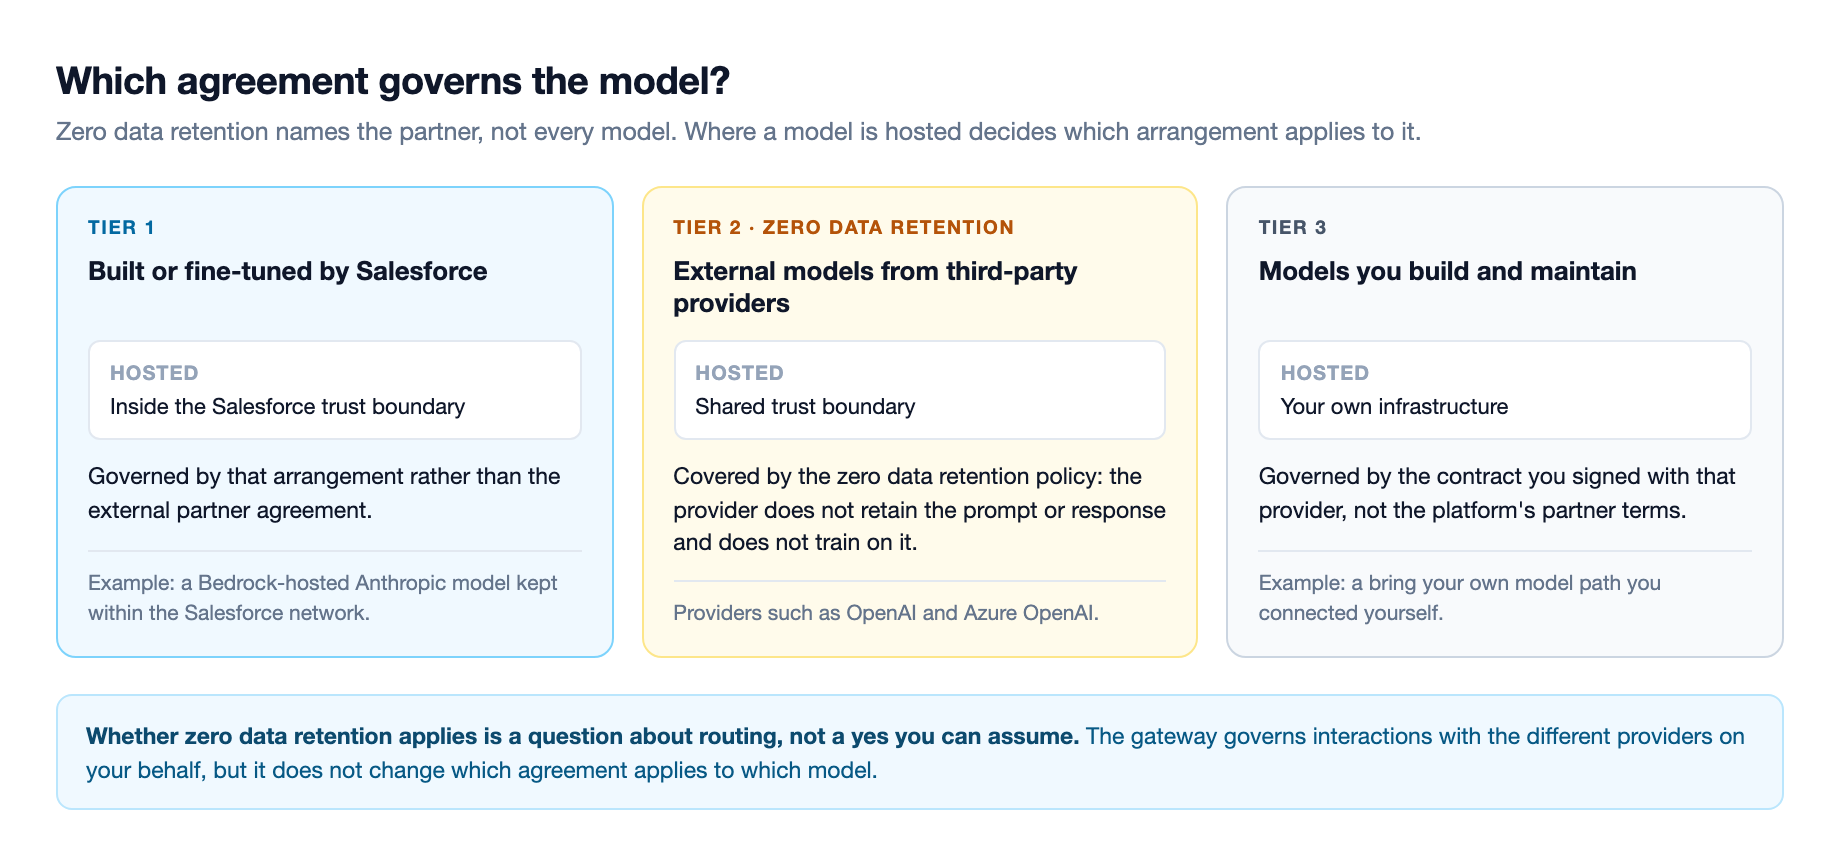 Which agreement governs the model?
Zero data retention names the partner, not every model. Where a model is hosted decides which arrangement applies to it.
TIER 1
Built or fine-tuned by Salesforce
HOSTED
Inside the Salesforce trust boundary
Governed by that arrangement rather than the
external partner agreement.
Example: a Bedrock-hosted Anthropic model kept
within the Salesforce network.
TIER 2 · ZERO DATA RETENTION
External models from third-party
providers
HOSTED
Shared trust boundary
Covered by the zero data retention policy: the
provider does not retain the prompt or response
and does not train on it.
Providers such as OpenAI and Azure OpenAI.
TIER 3
Models you build and maintain
HOSTED
Your own infrastructure
Governed by the contract you signed with that
provider, not the platform's partner terms.
Example: a bring your own model path you
connected yourself.
Whether zero data retention applies is a question about routing, not a yes you can assume. The gateway governs interactions with the different providers on
your behalf, but it does not change which agreement applies to which model.